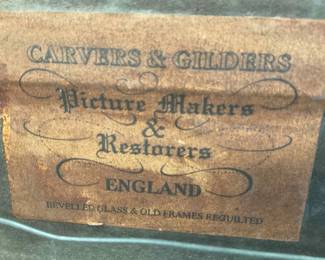 CARVERS & GILDERS
Picture Makers
&
Restorers
ENGLAND
BEVELLED GLASS & OLD FRAMES REGUILTED